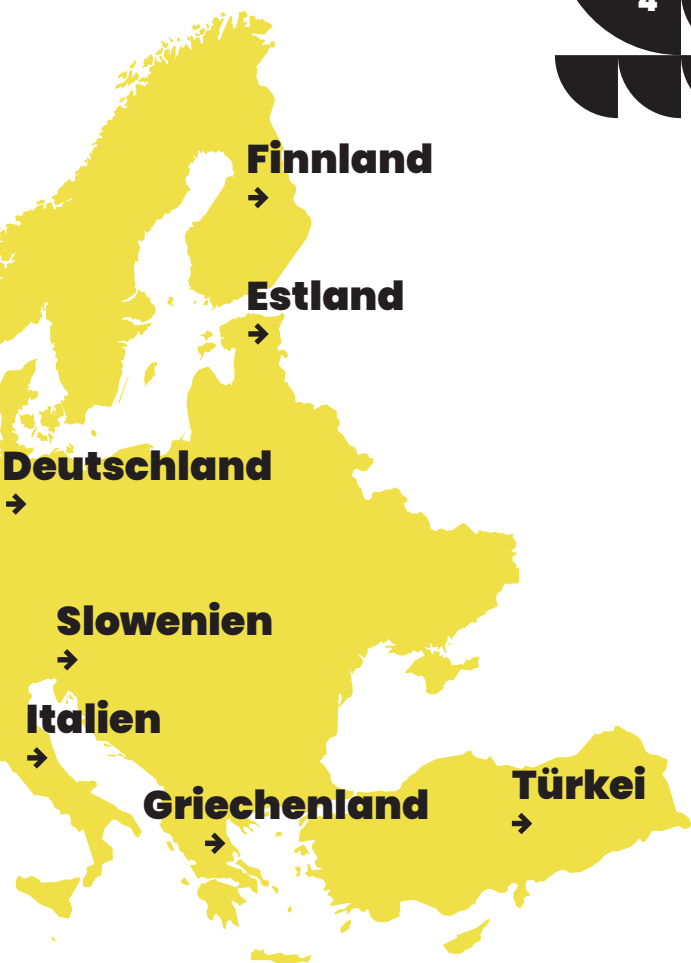 4
Finnland
Estland
Deutschland
Slowenien
Italien
Türkei
Griechenland